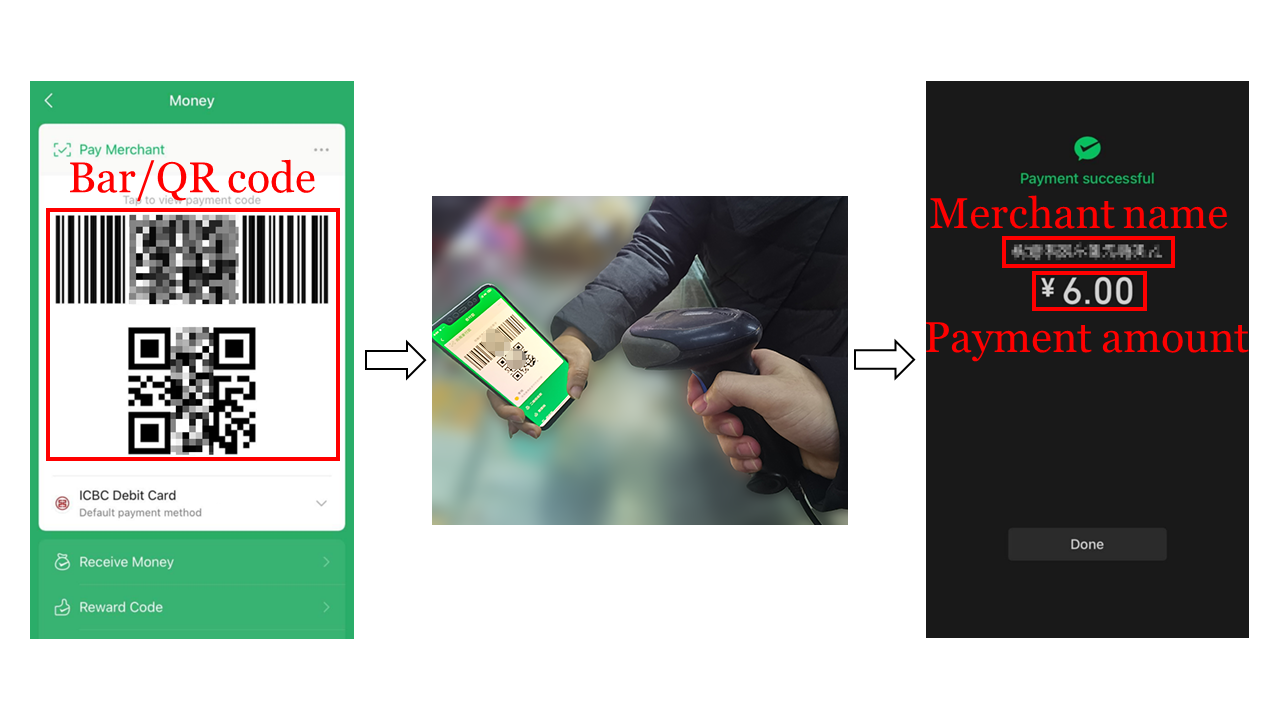 Money
Pay Merchant
Bar/QR code
Tap to view payment code
ICBC Debit Card
Default payment method
Receive Money
Reward Code
Payment successful
Merchant name
¥6.00
Payment amount
Done